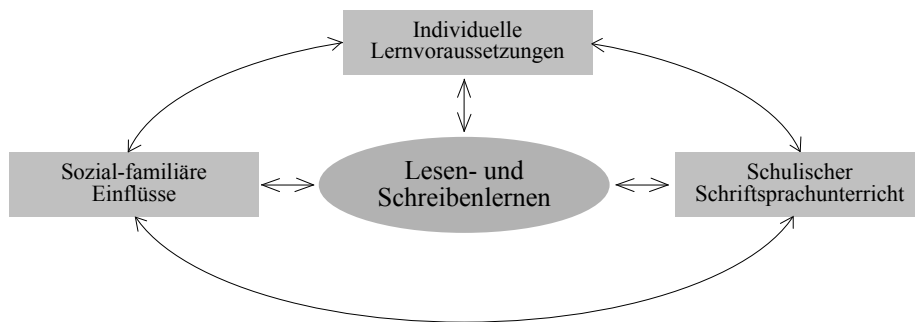 Individuelle
Lernvoraussetzungen
Sozial-familiäre
Einflüsse
Lesen- und
Schreibenlernen
Schulischer
Schriftsprachunterricht